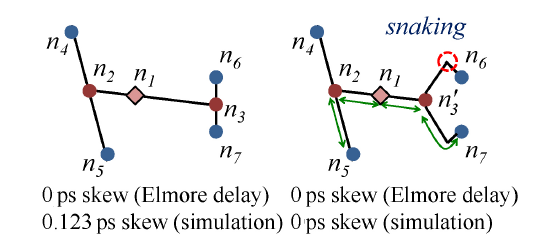 snaking
n4
n2
n1
n6
n3
n5
n7
0 ps skew (Elmore delay)
0.123 ps skew (simulation)
n4
n2
n1
n6
n3′
n5
n7
0 ps skew (Elmore delay)
0 ps skew (simulation)